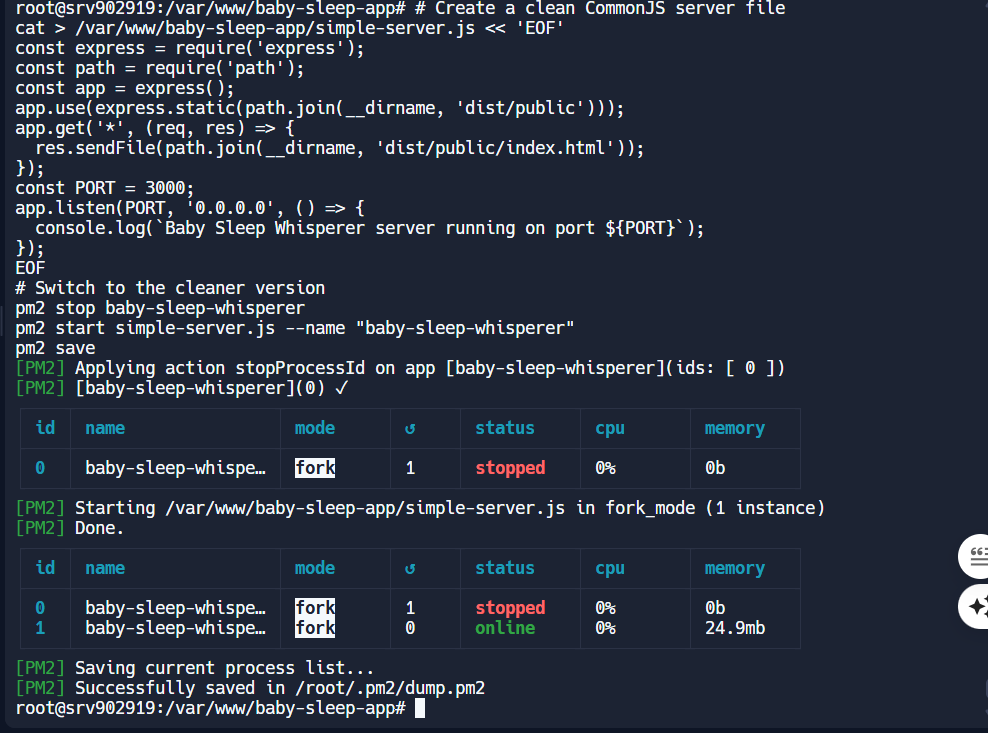 root@srv902919:/var/www/baby-sleep-app# # Create a clean CommonJS server file
cat > /var/www/baby-sleep-app/simple-server.js << 'EOF'
const express = require('express');
const path = require('path');
const app = express();
app.use(express.static(path.join(__dirname, 'dist/public')));
app.get('*', (req, res) => {
  res.sendFile(path.join(__dirname, 'dist/public/index.html'));
});
const PORT = 3000;
app.listen(PORT, '0.0.0.0', () => {
  console.log(`Baby Sleep Whisperer server running on port ${PORT}`);
});
EOF
# Switch to the cleaner version
pm2 stop baby-sleep-whisperer
pm2 start simple-server.js --name "baby-sleep-whisperer"
pm2 save
[PM2] Applying action stopProcessId on app [baby-sleep-whisperer](ids: [ 0 ])
[PM2] [baby-sleep-whisperer](0) ✓
id name mode ↺ status cpu memory
0 baby-sleep-whispe… fork 1 stopped 0% 0b
[PM2] Starting /var/www/baby-sleep-app/simple-server.js in fork_mode (1 instance)
[PM2] Done.
id name mode ↺ status cpu memory
0 baby-sleep-whispe… fork 1 stopped 0% 0b
1 baby-sleep-whispe… fork 0 online 0% 24.9mb
[PM2] Saving current process list...
[PM2] Successfully saved in /root/.pm2/dump.pm2
root@srv902919:/var/www/baby-sleep-app#